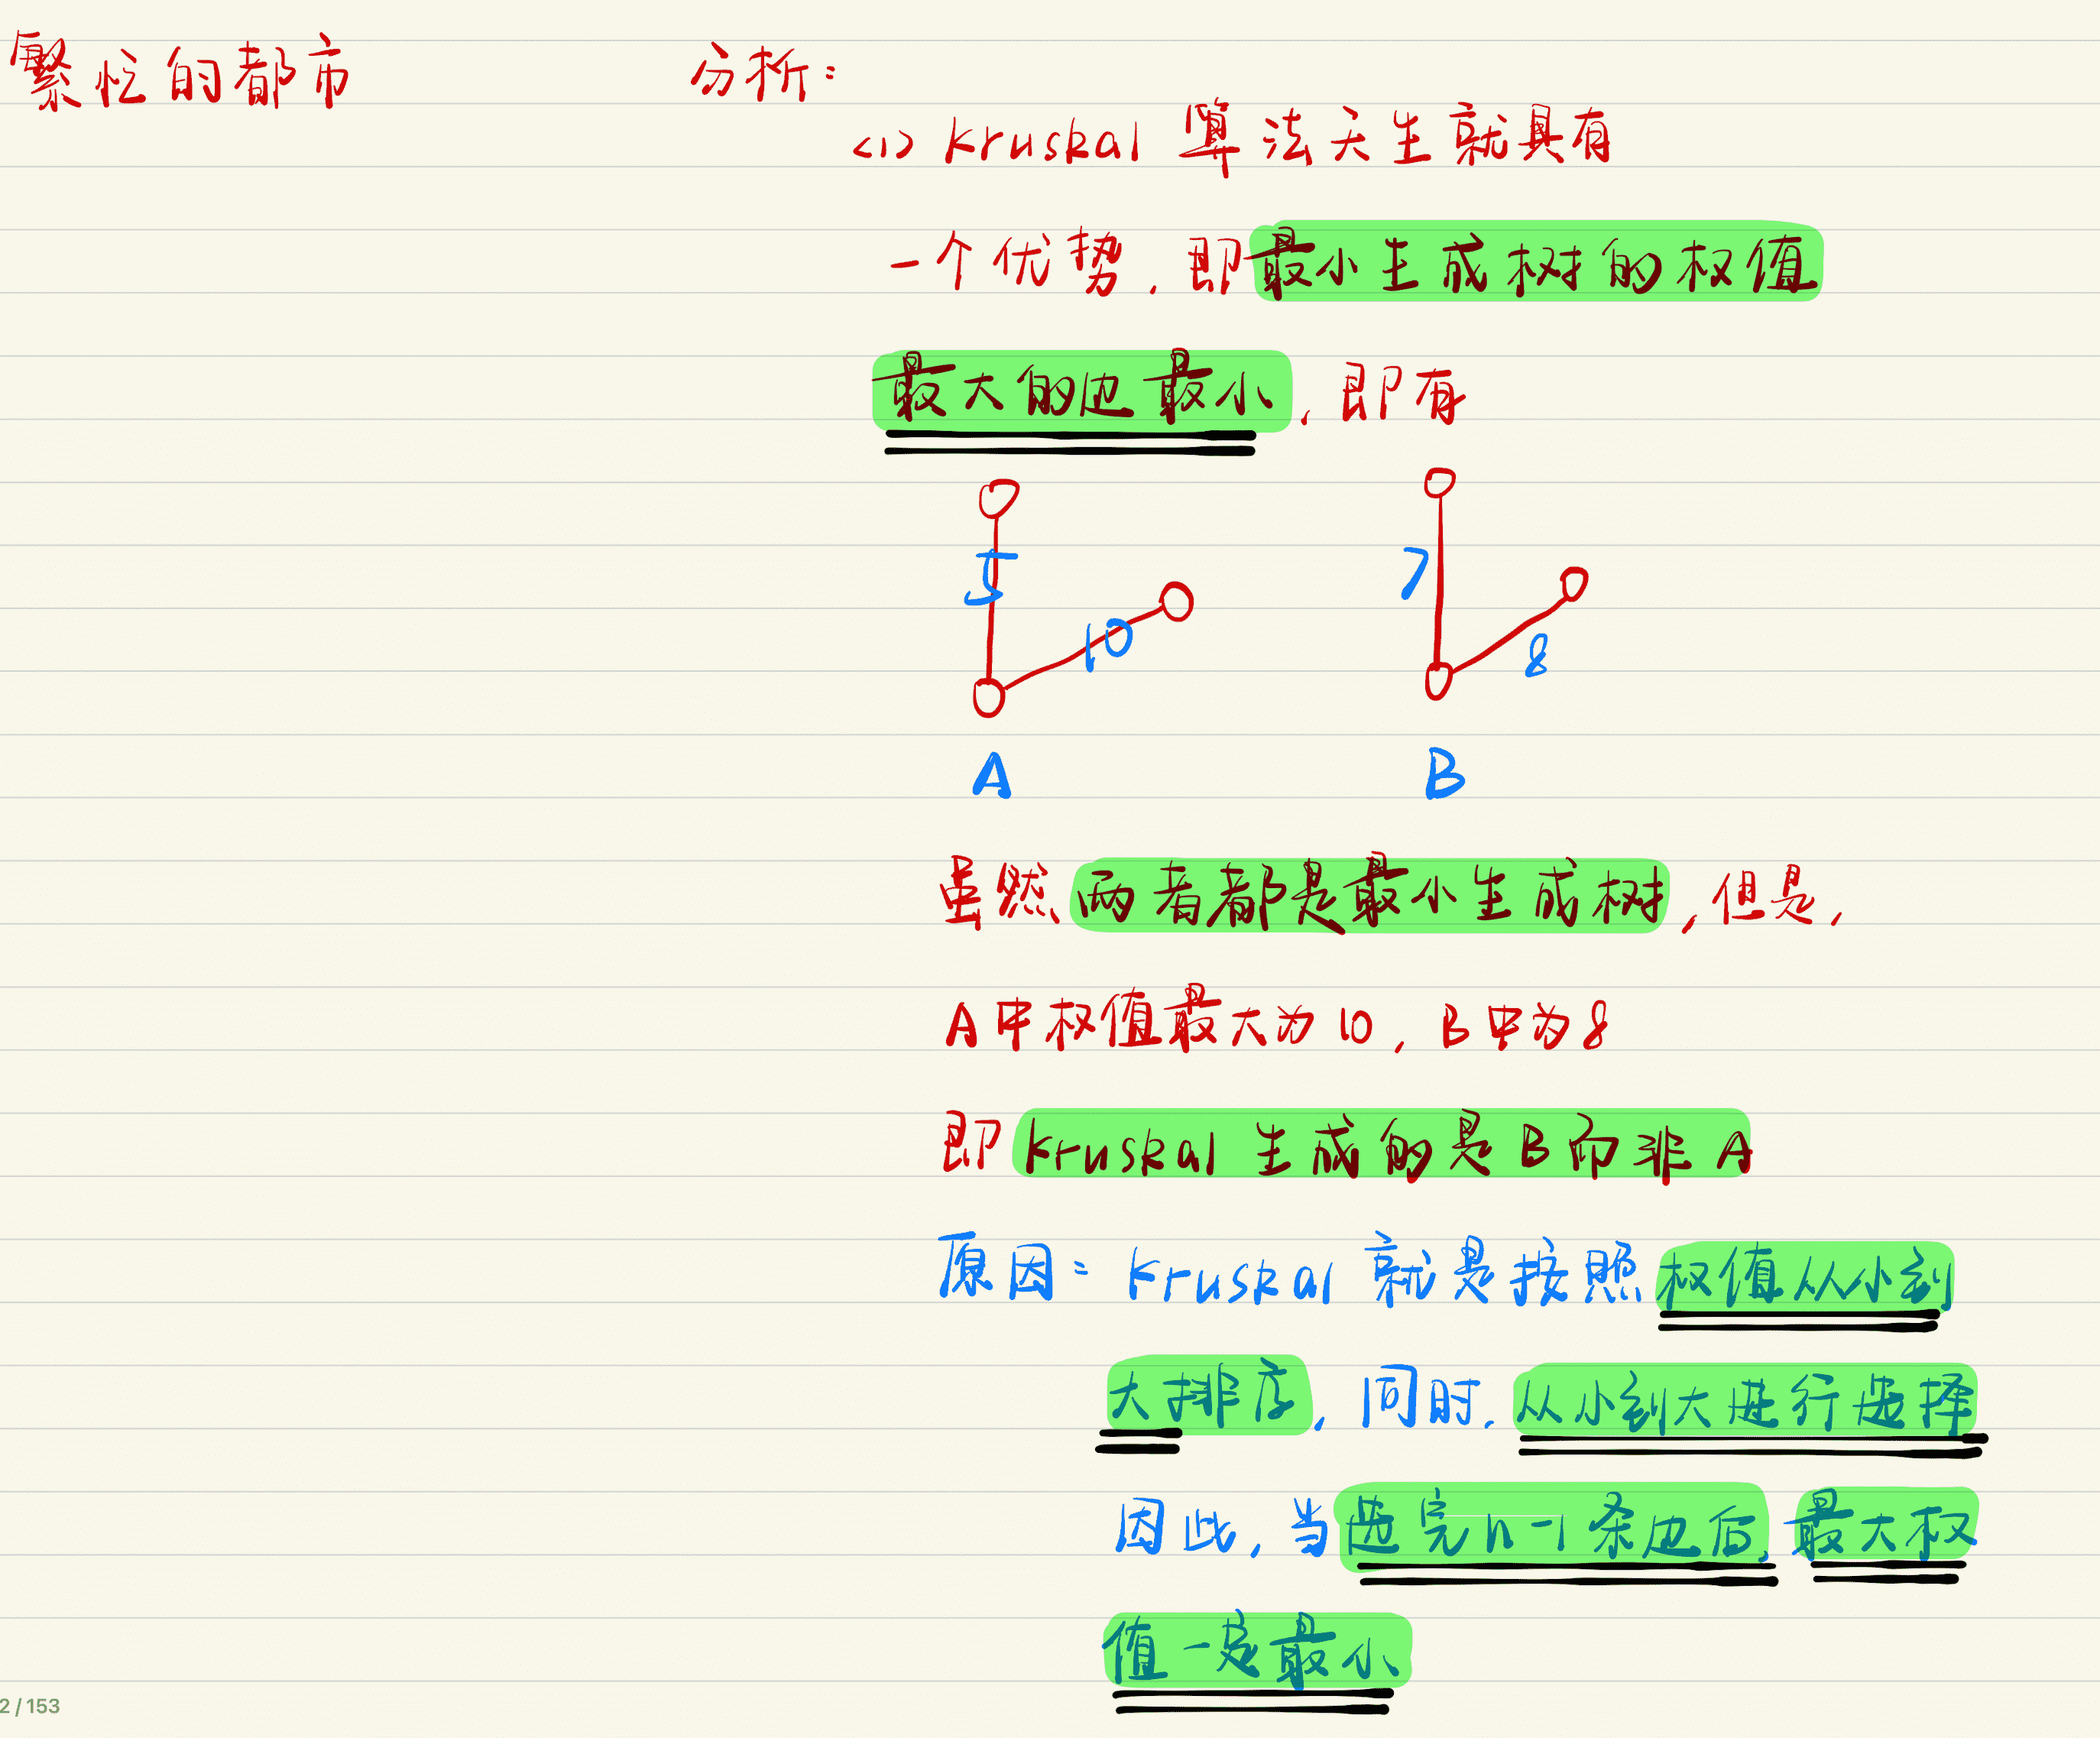 繁忙的都市
分析：
<1> kruskal 算法天生就具有
一个优势，即最小生成树的权值
最大的边最小，即有
5
10
7
8
A
B
虽然两者都是最小生成树，但是，
A中权值最大为10，B中为8
即kruskal 生成的是B而非A
原因：kruskal 就是按照权值从小到
大排序，同时，从小到大进行选择
因此，当选完n-1条边后，最大权
值一定最小
2/153